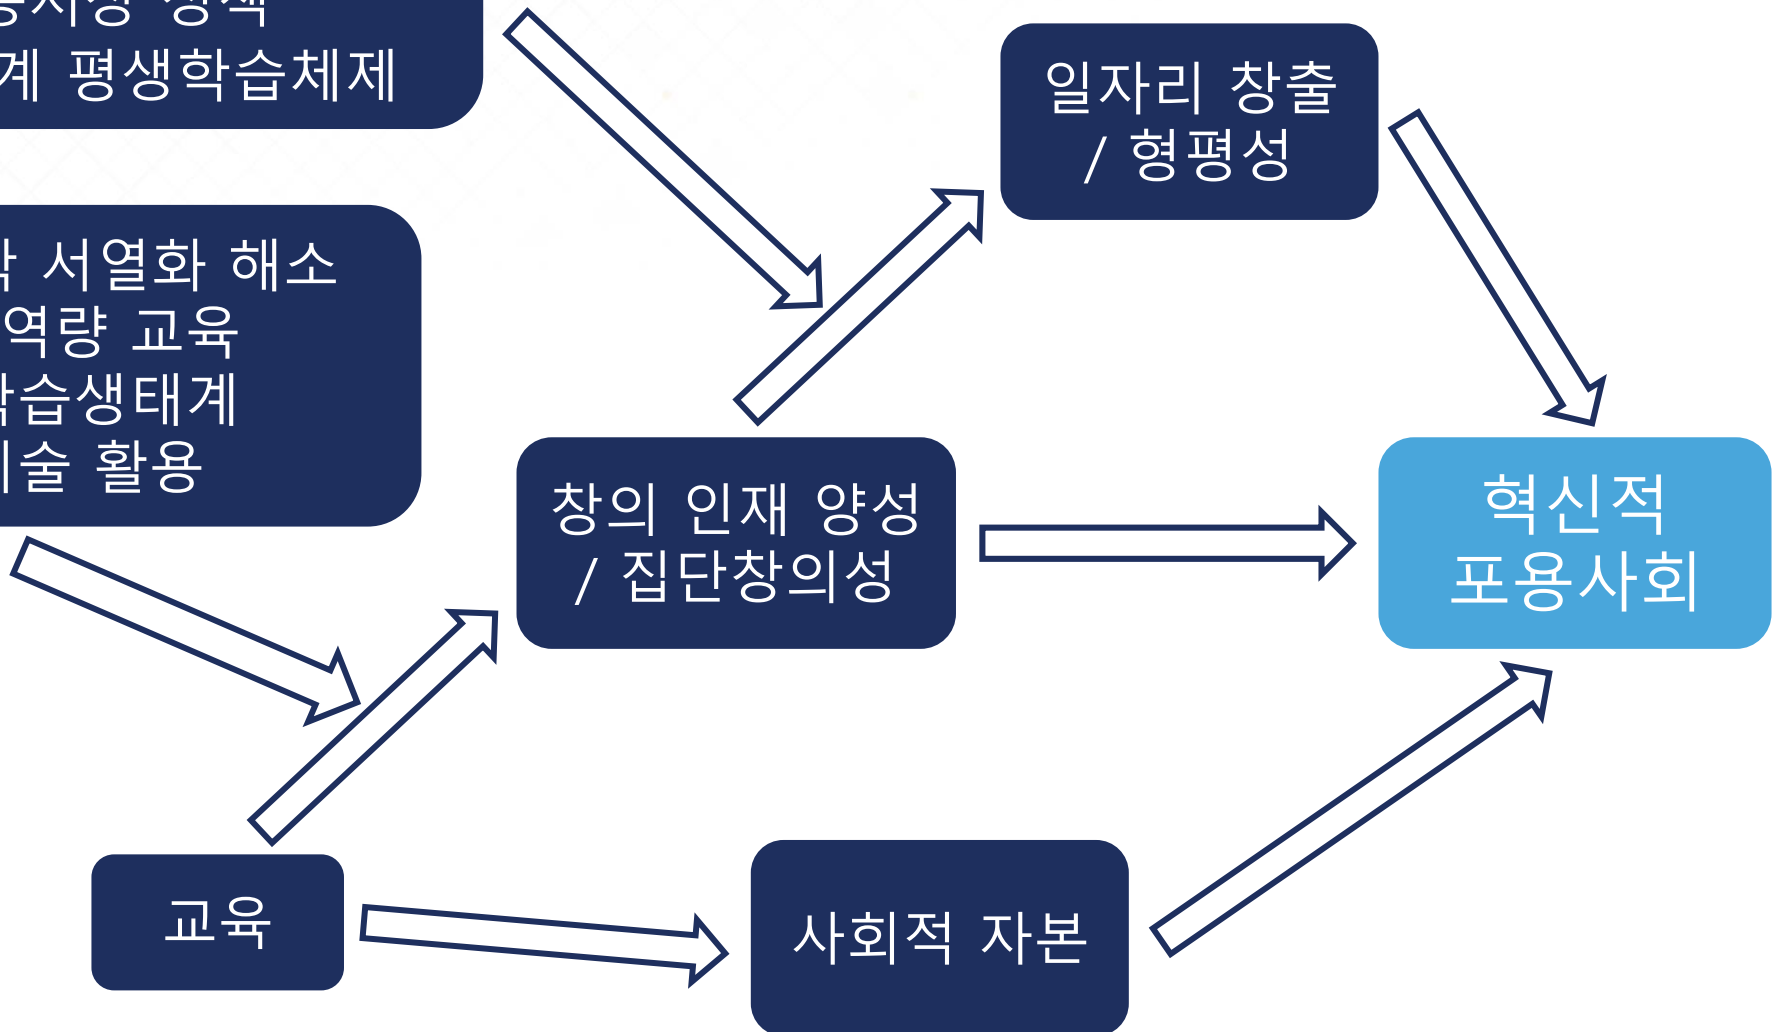 평생학습체제
일자리 창출
/ 형평성
서열화 해소
역량 교육
습생태계
술 활용
창의 인재 양성
/ 집단창의성
혁신적
포용사회
교육
사회적 자본